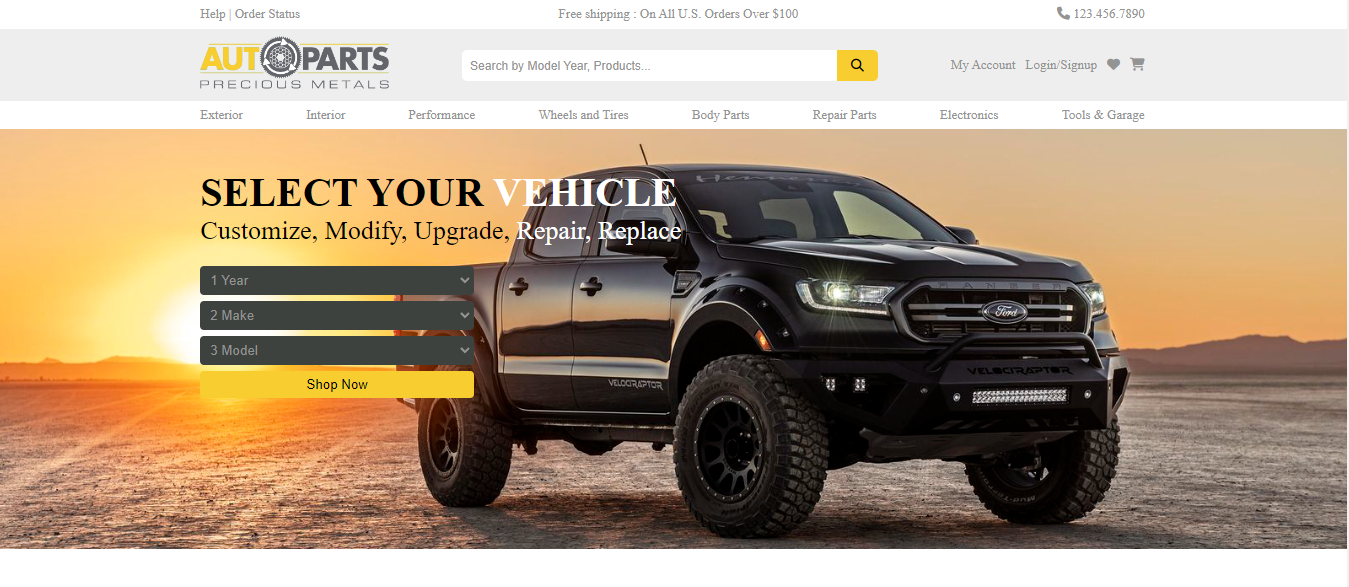 Help | Order Status
Free shipping : On All U.S. Orders Over $100
123.456.7890
AUTOPARTS
PRECIOUS METALS
Search by Model Year, Products...
My Account Login/Signup
Exterior Interior Performance Wheels and Tires Body Parts Repair Parts Electronics Tools & Garage
SELECT YOUR VEHICLE
Customize, Modify, Upgrade, Repair, Replace
1 Year
2 Make
3 Model
Shop Now
Hennessey
RANGER
Ford
VELOCIRAPTOR
VELOCIRAPTOR